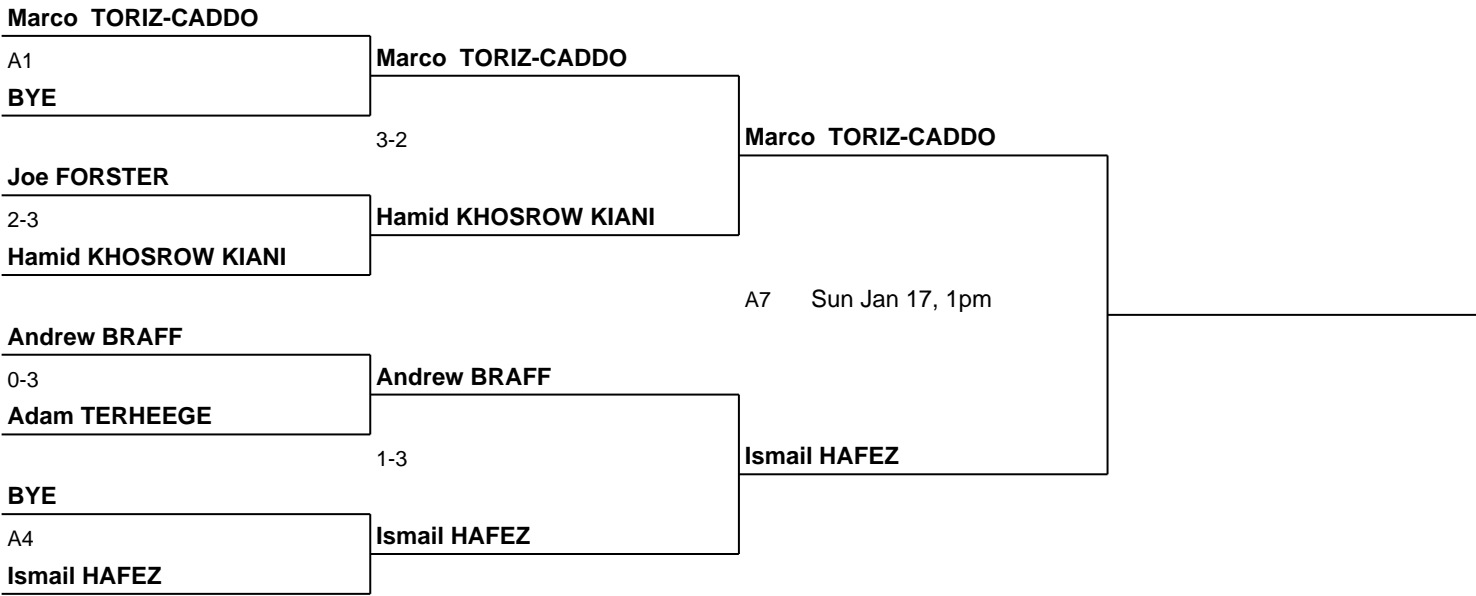 Marco  TORIZ-CADDO
A1
BYE
Joe FORSTER
2-3
Hamid KHOSROW KIANI
Andrew BRAFF
0-3
Adam TERHEEGE
BYE
A4
Ismail HAFEZ
Marco  TORIZ-CADDO
3-2
Hamid KHOSROW KIANI
Andrew BRAFF
1-3
Ismail HAFEZ
Marco  TORIZ-CADDO
A7 Sun Jan 17, 1pm
Ismail HAFEZ